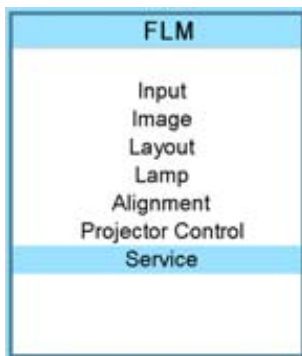 FLM
Input
Image
Layout
Lamp
Alignment
Projector Control
Service